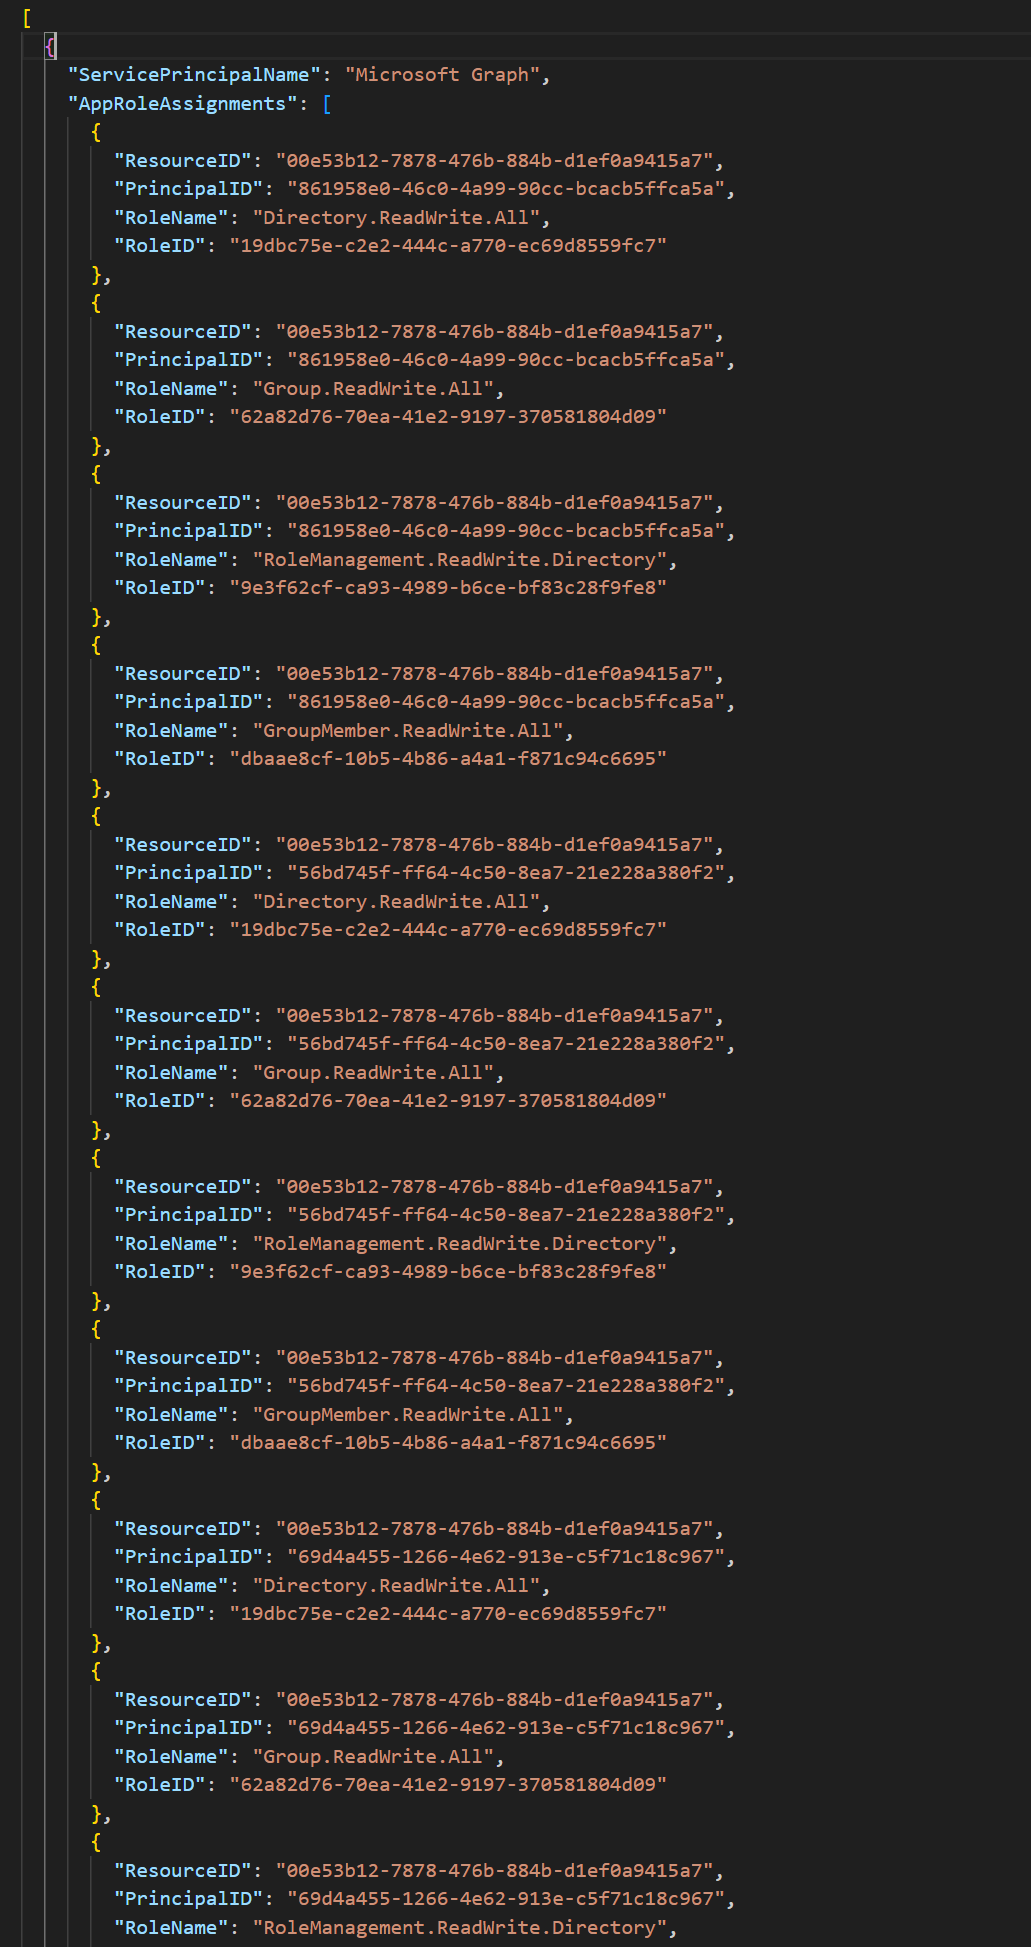 [
{
"ServicePrincipalName": "Microsoft Graph",
"AppRoleAssignments": [
{
"ResourceID": "00e53b12-7878-476b-884b-d1ef0a9415a7",
"PrincipalID": "861958e0-46c0-4a99-90cc-bcacb5ffca5a",
"RoleName": "Directory.ReadWrite.All",
"RoleID": "19dbc75e-c2e2-444c-a770-ec69d8559fc7"
},
{
"ResourceID": "00e53b12-7878-476b-884b-d1ef0a9415a7",
"PrincipalID": "861958e0-46c0-4a99-90cc-bcacb5ffca5a",
"RoleName": "Group.ReadWrite.All",
"RoleID": "62a82d76-70ea-41e2-9197-370581804d09"
},
{
"ResourceID": "00e53b12-7878-476b-884b-d1ef0a9415a7",
"PrincipalID": "861958e0-46c0-4a99-90cc-bcacb5ffca5a",
"RoleName": "RoleManagement.ReadWrite.Directory",
"RoleID": "9e3f62cf-ca93-4989-b6ce-bf83c28f9fe8"
},
{
"ResourceID": "00e53b12-7878-476b-884b-d1ef0a9415a7",
"PrincipalID": "861958e0-46c0-4a99-90cc-bcacb5ffca5a",
"RoleName": "GroupMember.ReadWrite.All",
"RoleID": "dbaae8cf-10b5-4b86-a4a1-f871c94c6695"
},
{
"ResourceID": "00e53b12-7878-476b-884b-d1ef0a9415a7",
"PrincipalID": "56bd745f-ff64-4c50-8ea7-21e228a380f2",
"RoleName": "Directory.ReadWrite.All",
"RoleID": "19dbc75e-c2e2-444c-a770-ec69d8559fc7"
},
{
"ResourceID": "00e53b12-7878-476b-884b-d1ef0a9415a7",
"PrincipalID": "56bd745f-ff64-4c50-8ea7-21e228a380f2",
"RoleName": "Group.ReadWrite.All",
"RoleID": "62a82d76-70ea-41e2-9197-370581804d09"
},
{
"ResourceID": "00e53b12-7878-476b-884b-d1ef0a9415a7",
"PrincipalID": "56bd745f-ff64-4c50-8ea7-21e228a380f2",
"RoleName": "RoleManagement.ReadWrite.Directory",
"RoleID": "9e3f62cf-ca93-4989-b6ce-bf83c28f9fe8"
},
{
"ResourceID": "00e53b12-7878-476b-884b-d1ef0a9415a7",
"PrincipalID": "56bd745f-ff64-4c50-8ea7-21e228a380f2",
"RoleName": "GroupMember.ReadWrite.All",
"RoleID": "dbaae8cf-10b5-4b86-a4a1-f871c94c6695"
},
{
"ResourceID": "00e53b12-7878-476b-884b-d1ef0a9415a7",
"PrincipalID": "69d4a455-1266-4e62-913e-c5f71c18c967",
"RoleName": "Directory.ReadWrite.All",
"RoleID": "19dbc75e-c2e2-444c-a770-ec69d8559fc7"
},
{
"ResourceID": "00e53b12-7878-476b-884b-d1ef0a9415a7",
"PrincipalID": "69d4a455-1266-4e62-913e-c5f71c18c967",
"RoleName": "Group.ReadWrite.All",
"RoleID": "62a82d76-70ea-41e2-9197-370581804d09"
},
{
"ResourceID": "00e53b12-7878-476b-884b-d1ef0a9415a7",
"PrincipalID": "69d4a455-1266-4e62-913e-c5f71c18c967",
"RoleName": "RoleManagement.ReadWrite.Directory",